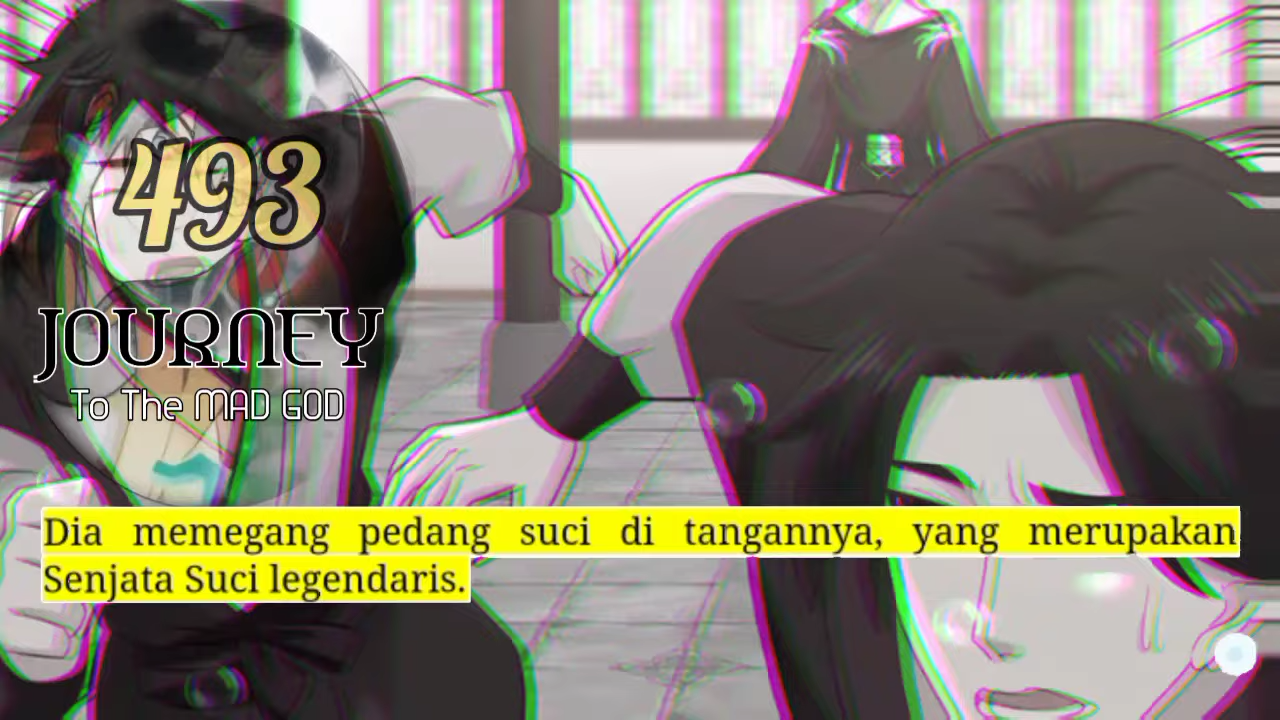 493
JOURNEY
To The MAD GOD
Dia memegang pedang suci di tangannya, yang merupakan
Senjata Suci legendaris.